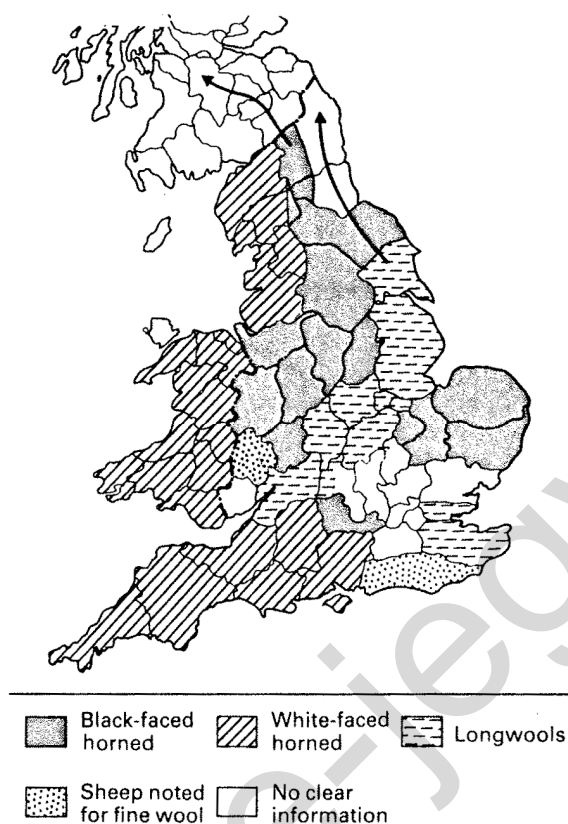 Black-faced horned
White-faced horned
Longwools
Sheep noted for fine wool
No clear information